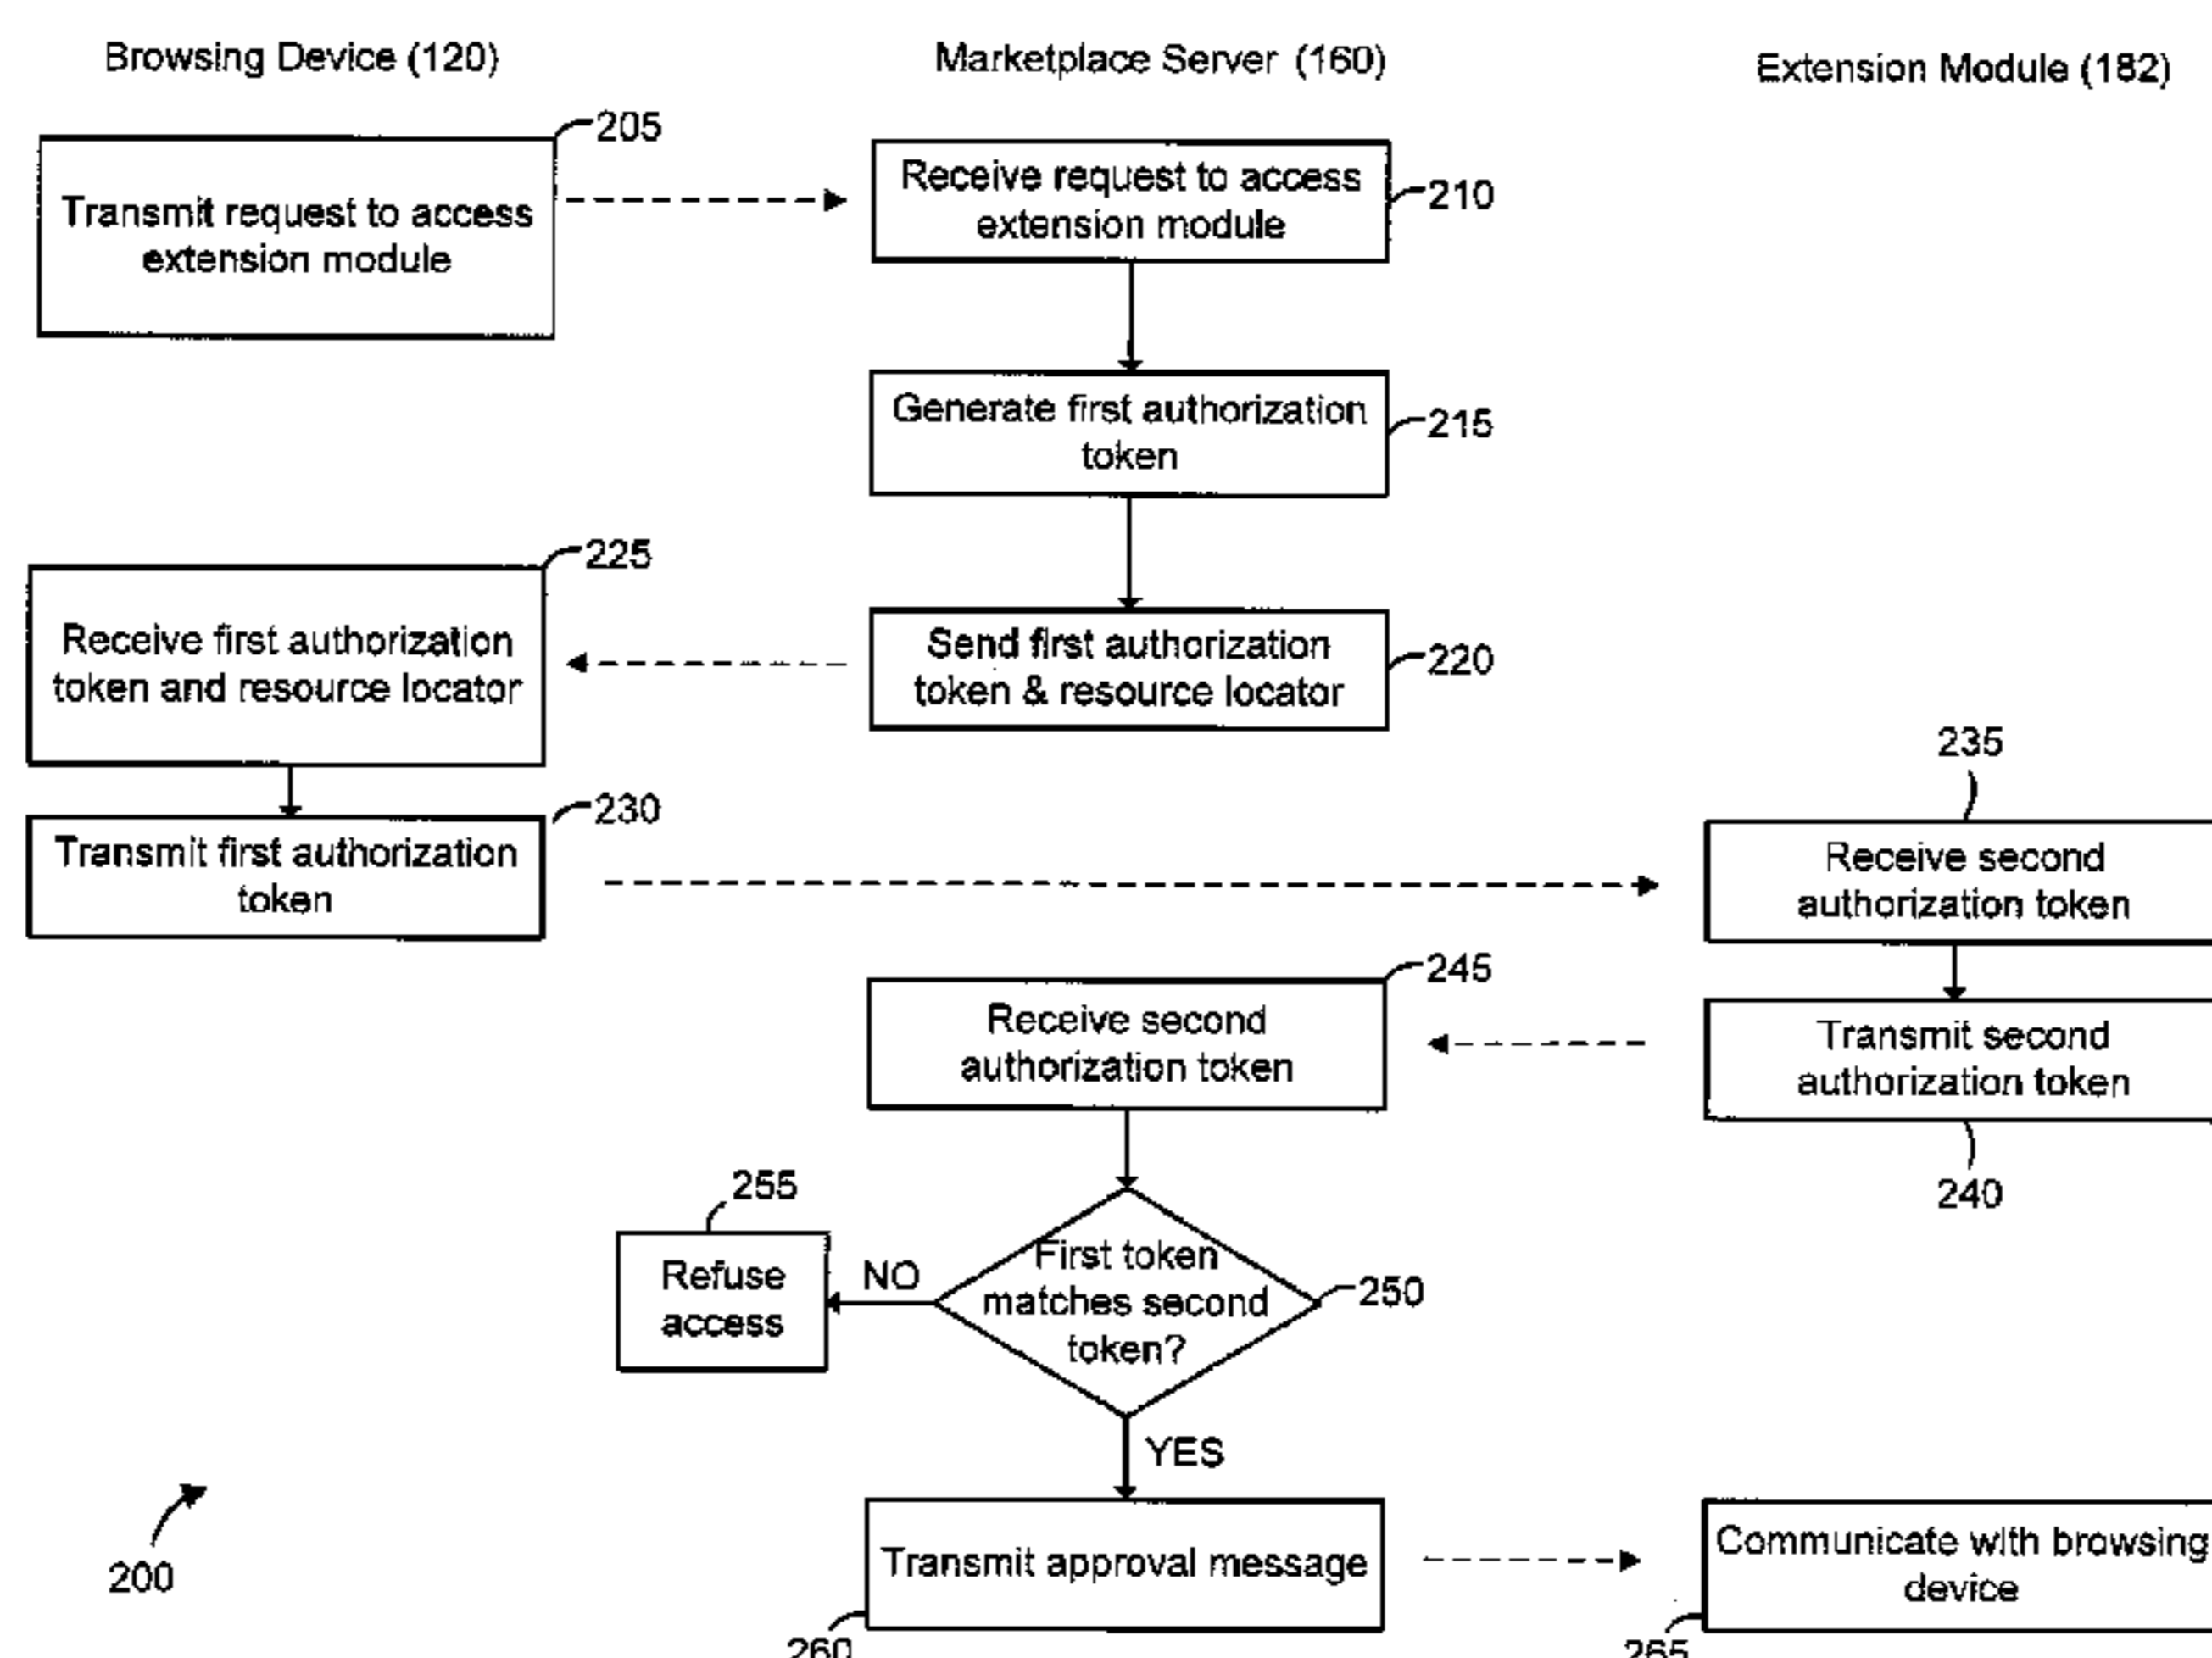 Browsing Device (120)
Marketplace Server (160)
Extension Module (182)
205
Transmit request to access
extension module
Receive request to access
extension module
210
Generate first authorization
token
215
225
Receive first authorization
token and resource locator
Send first authorization
token & resource locator
220
230
Transmit first authorization
token
235
Receive second
authorization token
245
Receive second
authorization token
Transmit second
authorization token
240
255
Refuse
access
NO
First token
matches second
token?
250
YES
200
Transmit approval message
260
Communicate with browsing
device
265